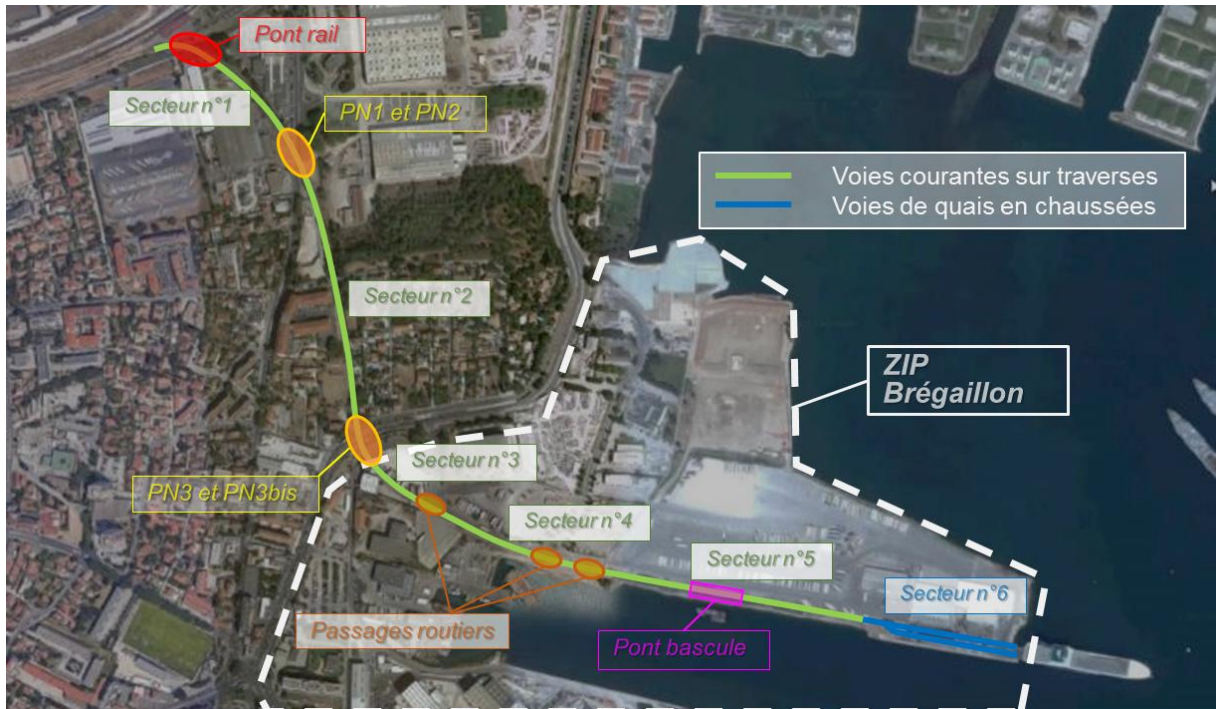 Pont rail
Secteur n°1
PN1 et PN2
Voies courantes sur traverses
Voies de quais en chaussées
Secteur n°2
ZIP
Brégaillon
Secteur n°3
PN3 et PN3bis
Secteur n°4
Secteur n°5
Secteur n°6
Passages routiers
Pont bascule